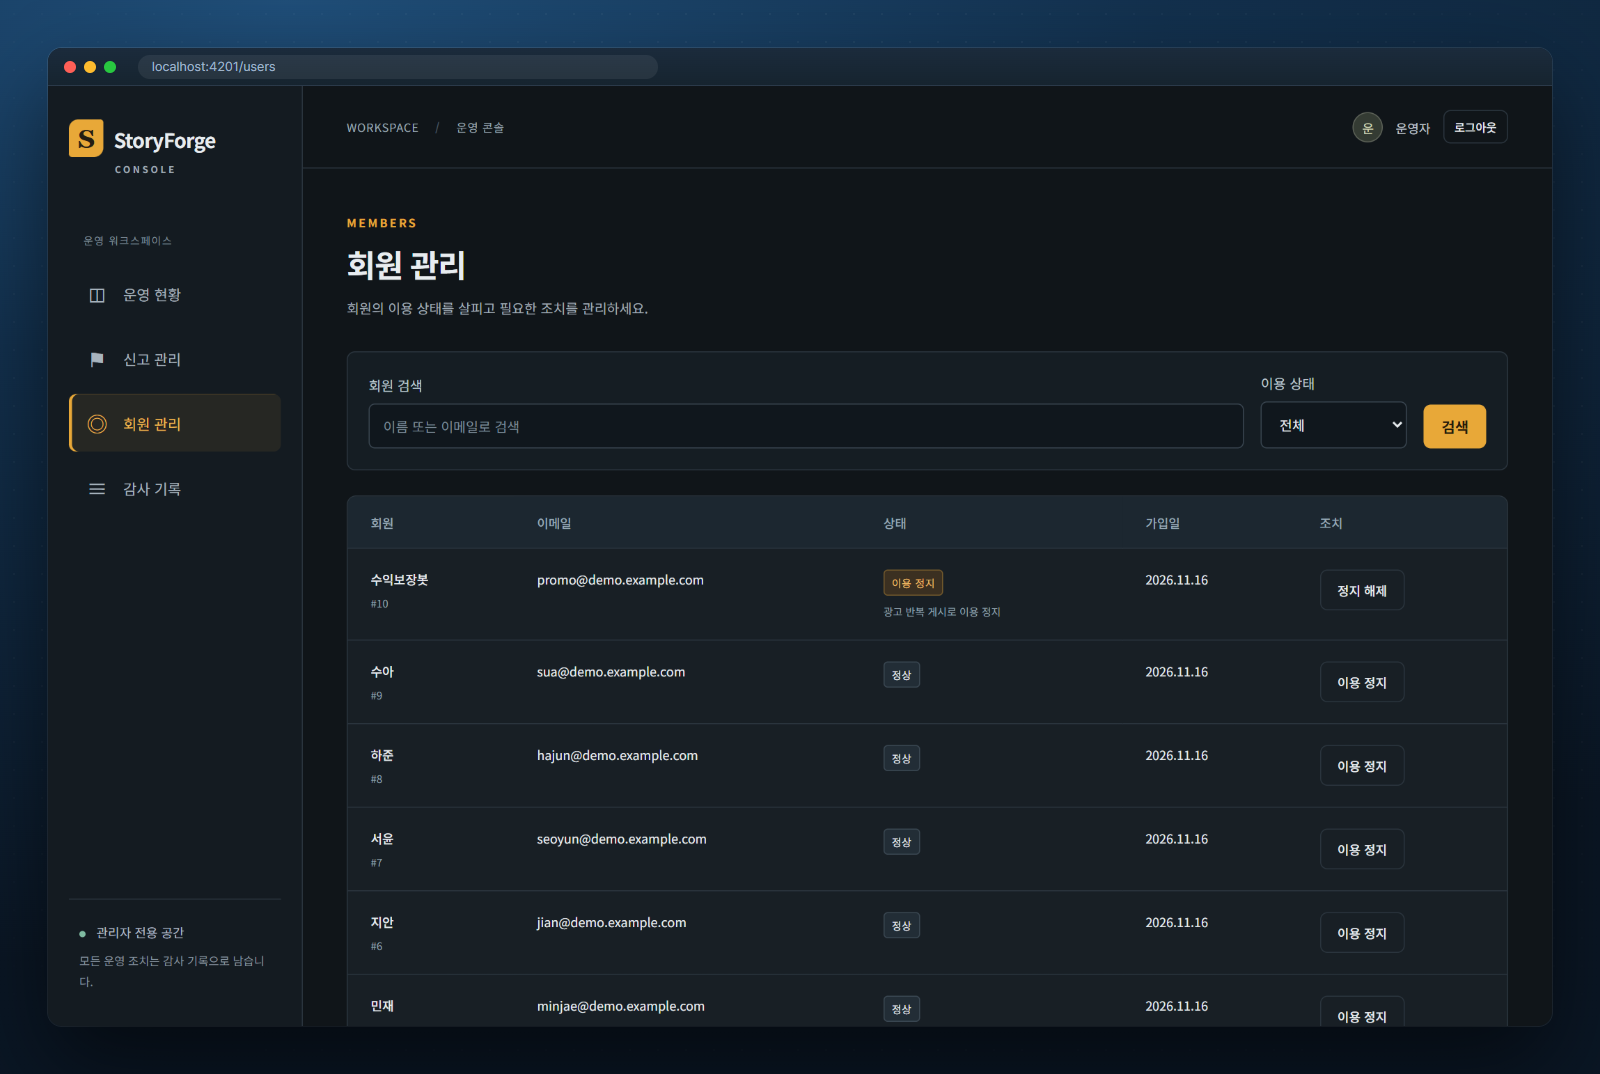 localhost:4201/users
S StoryForge
CONSOLE
운영 워크스페이스
운영 현황
신고 관리
회원 관리
감사 기록
관리자 전용 공간
모든 운영 조치는 감사 기록으로 남습니
다.
WORKSPACE / 운영 콘솔
운 운영자 로그아웃
MEMBERS
회원 관리
회원의 이용 상태를 살피고 필요한 조치를 관리하세요.
회원 검색
이름 또는 이메일로 검색
이용 상태
전체
검색
회원 이메일 상태 가입일 조치
수익보장봇 promo@demo.example.com 이용 정지 2026.11.16 정지 해제
#10 광고 반복 게시로 이용 정지
수아 sua@demo.example.com 정상 2026.11.16 이용 정지
#9
하준 hajun@demo.example.com 정상 2026.11.16 이용 정지
#8
서윤 seoyun@demo.example.com 정상 2026.11.16 이용 정지
#7
지안 jian@demo.example.com 정상 2026.11.16 이용 정지
#6
민재 minjae@demo.example.com 정상 2026.11.16 이용 정지